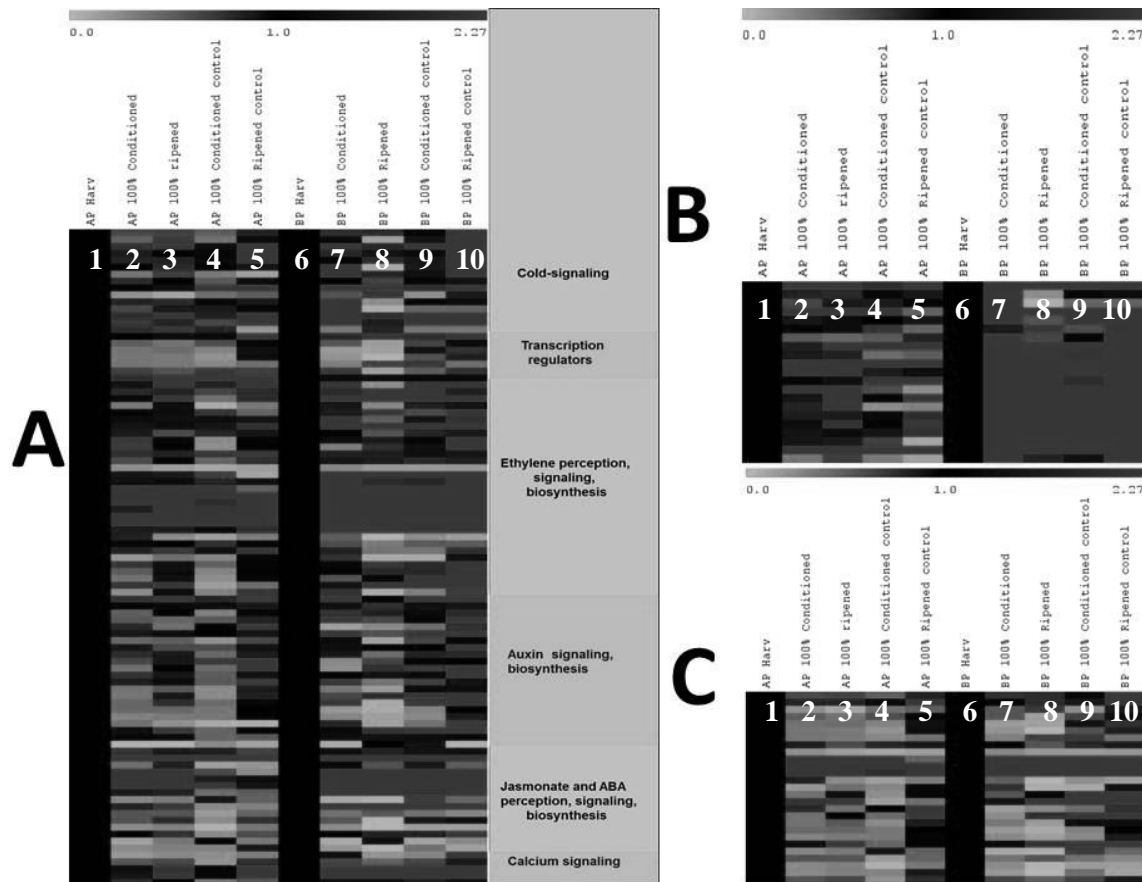 A
0.0 1.0 2.27
AP Harv
AP 100% Conditioned
AP 100% ripened
AP 100% Conditioned control
AP 100% Ripened control
BP Harv
BP 100% Conditioned
BP 100% Ripened
BP 100% Conditioned control
BP 100% Ripened control
1 2 3 4 5 6 7 8 9 10
Cold-signaling
Transcription
regulators
Ethylene perception,
signaling,
biosynthesis
Auxin signaling,
biosynthesis
Jasmonate and ABA
perception, signaling,
biosynthesis
Calcium signaling
B
0.0 1.0 2.27
AP Harv
AP 100% Conditioned
AP 100% ripened
AP 100% Conditioned control
AP 100% Ripened control
BP Harv
BP 100% Conditioned
BP 100% Ripened
BP 100% Conditioned control
BP 100% Ripened control
1 2 3 4 5 6 7 8 9 10
C
0.0 1.0 2.27
AP Harv
AP 100% Conditioned
AP 100% ripened
AP 100% Conditioned control
AP 100% Ripened control
BP Harv
BP 100% Conditioned
BP 100% Ripened
BP 100% Conditioned control
BP 100% Ripened control
1 2 3 4 5 6 7 8 9 10